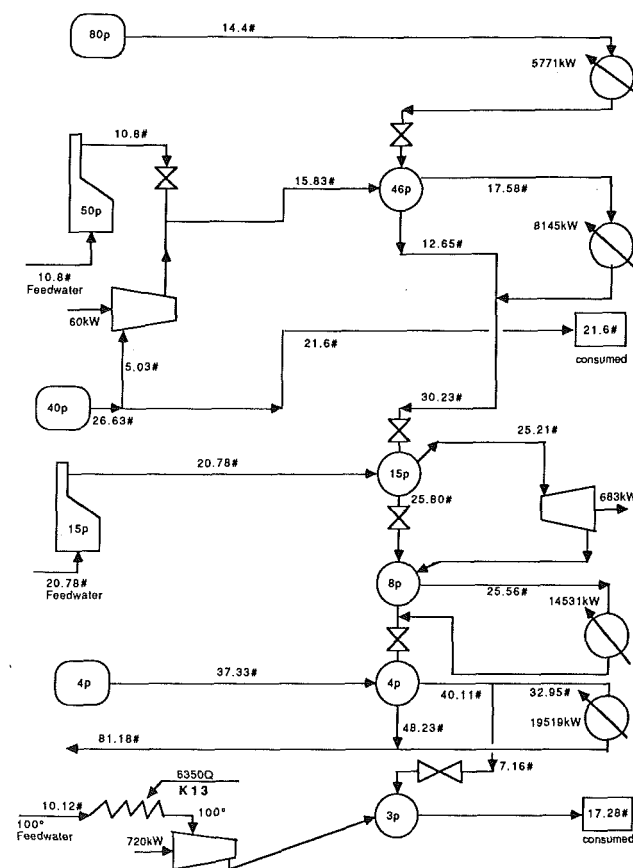 80p
14.4#
5771kW
10.8#
50p
15.83#
46p
17.58#
8145kW
12.65#
10.8#
Feedwater
60kW
5.03#
21.6#
21.6#
consumed
40p
26.63#
30.23#
25.21#
20.78#
15p
25.80#
683kW
15p
20.78#
Feedwater
8p
25.56#
14531kW
4p
37.33#
4p
40.11#
32.95#
19519kW
48.23#
81.18#
7.16#
6350Q
K13
10.12#
100°
100°
Feedwater
720kW
3p
17.28#
consumed